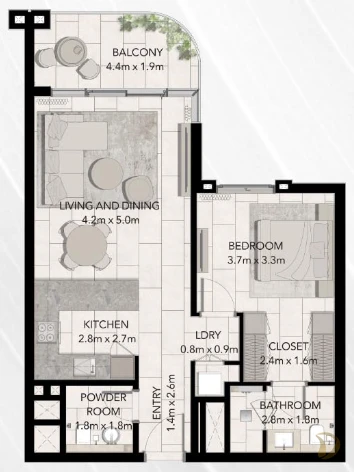 BALCONY
4.4m x 1.9m
LIVING AND DINING
4.2m x 5.0m
BEDROOM
3.7m x 3.3m
KITCHEN
2.8m x 2.7m
LDRY
0.8m x 0.9m
CLOSET
2.4m x 1.6m
POWDER
ROOM
1.8m x 1.8m
ENTRY
1.4m x 2.6m
BATHROOM
2.8m x 1.8m